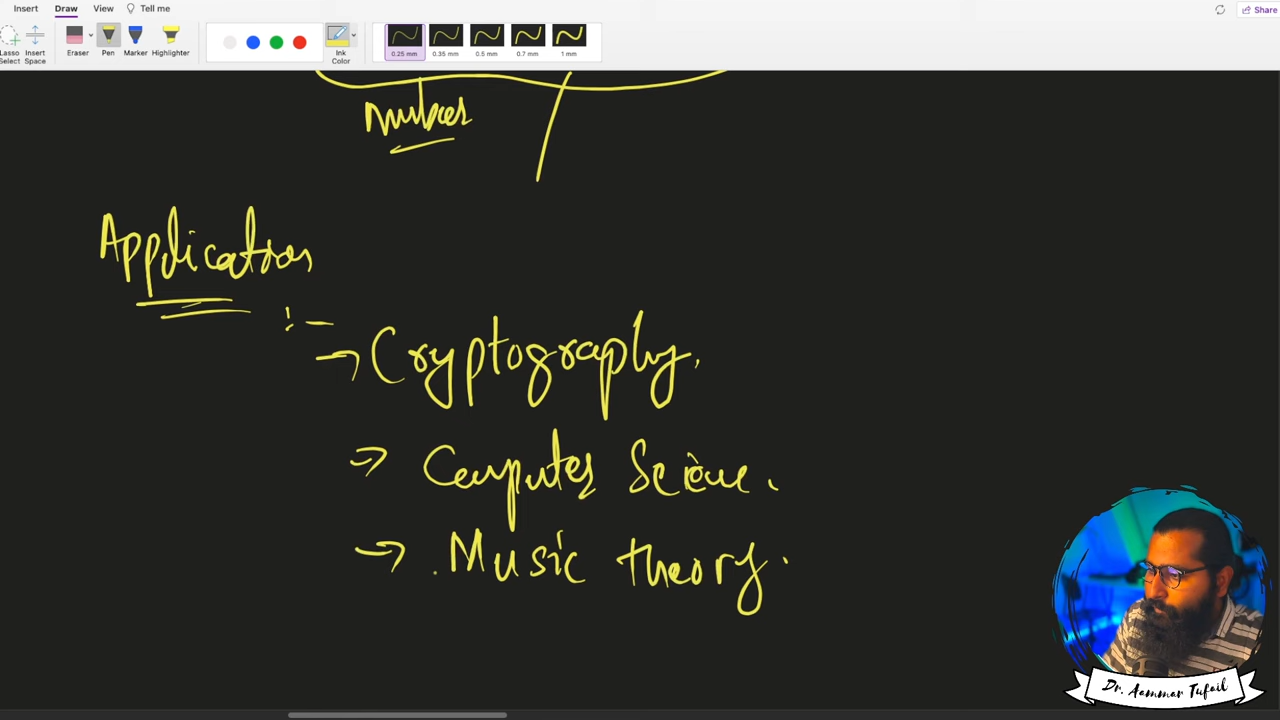 Insert Draw View Tell me Share
Lasso Select Insert Space Eraser Pen Marker Highlighter Ink Color 0.25 mm 0.35 mm 0.5 mm 0.7 mm 1 mm
Number
Application
:-
→ Cryptography.
→ Computer Science.
→ Music theory.
Dr. Aammar Tufail